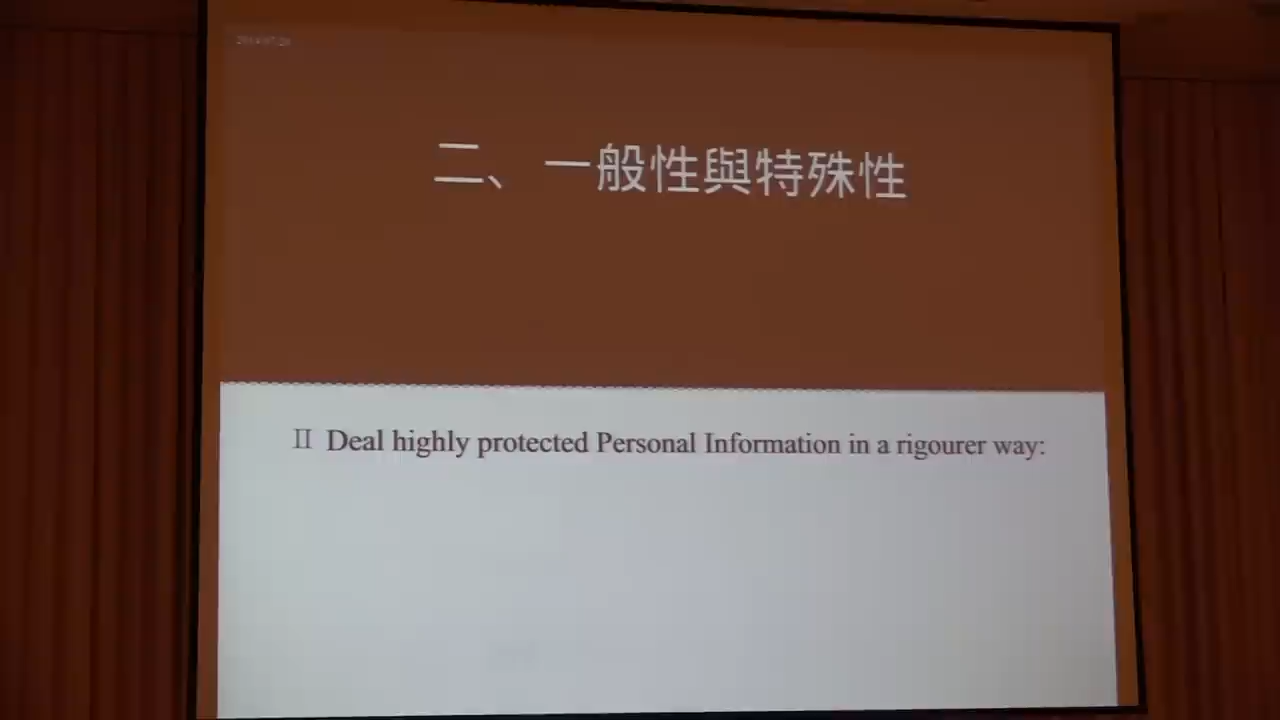 二、 一般性與特殊性
II Deal highly protected Personal Information in a rigourer way: